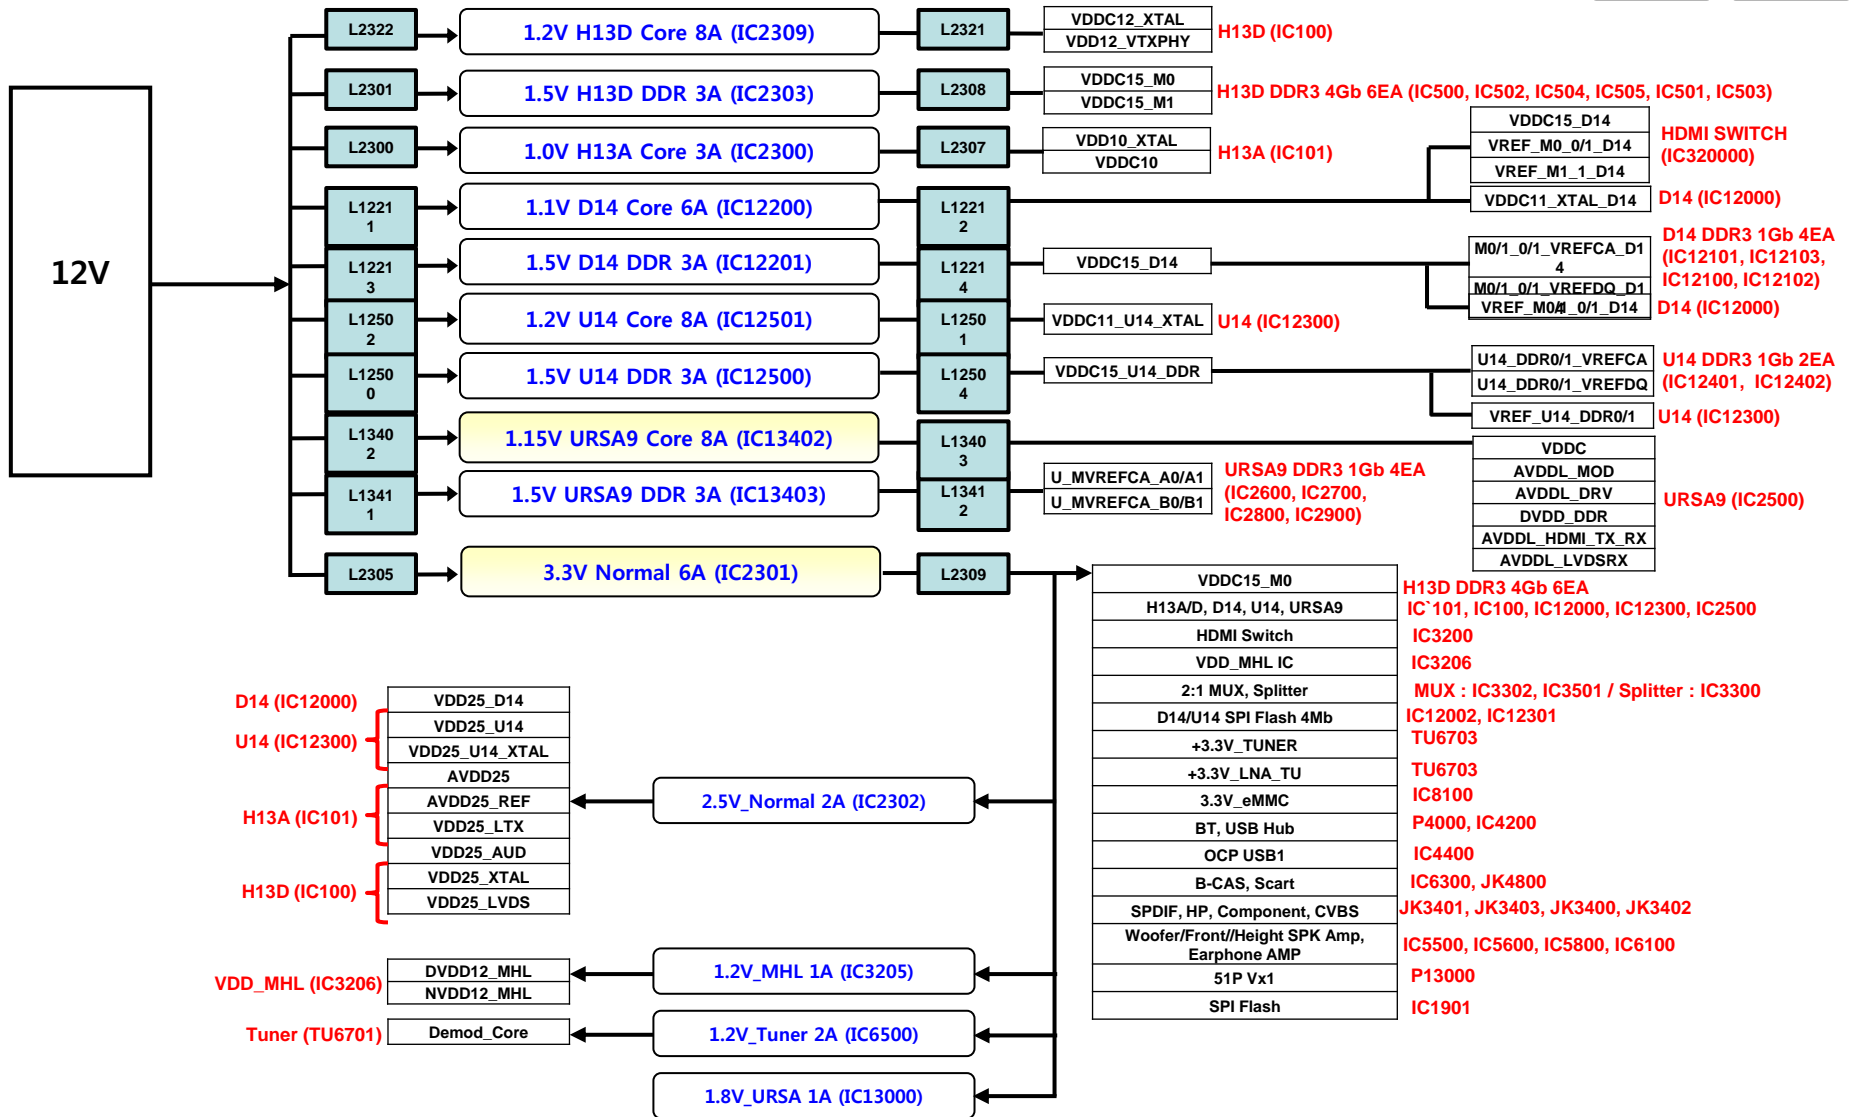 12V
L2322
1.2V H13D Core 8A (IC2309)
L2321
VDDC12_XTAL
VDD12_VTXPHY
H13D (IC100)
L2301
1.5V H13D DDR 3A (IC2303)
L2308
VDDC15_M0
VDDC15_M1
H13D DDR3 4Gb 6EA (IC500, IC502, IC504, IC505, IC501, IC503)
L2300
1.0V H13A Core 3A (IC2300)
L2307
VDD10_XTAL
VDDC10
H13A (IC101)
VDDC15_D14
VREF_M0_0/1_D14
VREF_M1_1_D14
HDMI SWITCH
(IC320000)
L1221
1
1.1V D14 Core 6A (IC12200)
L1221
2
VDDC11_XTAL_D14
D14 (IC12000)
L1221
3
1.5V D14 DDR 3A (IC12201)
L1221
4
VDDC15_D14
M0/1_0/1_VREFCA_D1
4
M0/1_0/1_VREFDQ_D1
4
D14 DDR3 1Gb 4EA
(IC12101, IC12103,
IC12100, IC12102)
VREF_M0/1_0/1_D14
D14 (IC12000)
L1250
2
1.2V U14 Core 8A (IC12501)
L1250
1
VDDC11_U14_XTAL
U14 (IC12300)
L1250
0
1.5V U14 DDR 3A (IC12500)
L1250
4
VDDC15_U14_DDR
U14_DDR0/1_VREFCA
U14_DDR0/1_VREFDQ
U14 DDR3 1Gb 2EA
(IC12401, IC12402)
VREF_U14_DDR0/1
U14 (IC12300)
L1340
2
1.15V URSA9 Core 8A (IC13402)
L1340
3
VDDC
AVDDL_MOD
AVDDL_DRV
DVDD_DDR
AVDDL_HDMI_TX_RX
AVDDL_LVDSRX
URSA9 (IC2500)
L1341
1
1.5V URSA9 DDR 3A (IC13403)
L1341
2
U_MVREFCA_A0/A1
U_MVREFCA_B0/B1
URSA9 DDR3 1Gb 4EA
(IC2600, IC2700,
IC2800, IC2900)
L2305
3.3V Normal 6A (IC2301)
L2309
VDDC15_M0
H13D DDR3 4Gb 6EA
H13A/D, D14, U14, URSA9
IC`101, IC100, IC12000, IC12300, IC2500
HDMI Switch
IC3200
VDD_MHL IC
IC3206
2:1 MUX, Splitter
MUX : IC3302, IC3501 / Splitter : IC3300
D14/U14 SPI Flash 4Mb
IC12002, IC12301
+3.3V_TUNER
TU6703
+3.3V_LNA_TU
TU6703
3.3V_eMMC
IC8100
BT, USB Hub
P4000, IC4200
OCP USB1
IC4400
B-CAS, Scart
IC6300, JK4800
SPDIF, HP, Component, CVBS
JK3401, JK3403, JK3400, JK3402
Woofer/Front//Height SPK Amp,
Earphone AMP
IC5500, IC5600, IC5800, IC6100
51P Vx1
P13000
SPI Flash
IC1901
D14 (IC12000)
U14 (IC12300)
H13A (IC101)
H13D (IC100)
VDD25_D14
VDD25_U14
VDD25_U14_XTAL
AVDD25
AVDD25_REF
VDD25_LTX
VDD25_AUD
VDD25_XTAL
VDD25_LVDS
2.5V_Normal 2A (IC2302)
VDD_MHL (IC3206)
DVDD12_MHL
NVDD12_MHL
1.2V_MHL 1A (IC3205)
Tuner (TU6701)
Demod_Core
1.2V_Tuner 2A (IC6500)
1.8V_URSA 1A (IC13000)